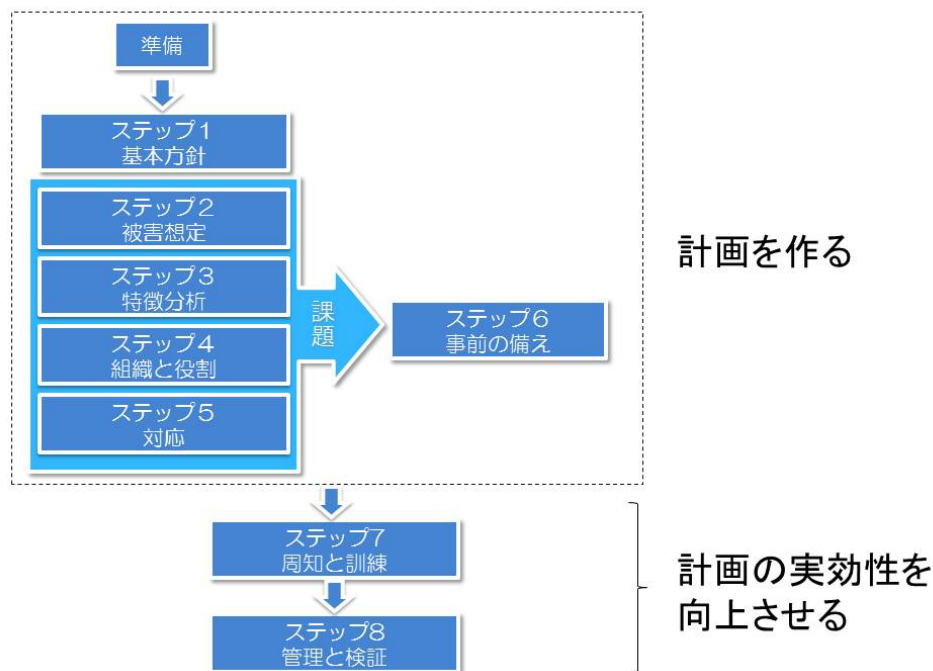 準備
ステップ1
基本方針
ステップ2
被害想定
ステップ3
特徴分析
ステップ4
組織と役割
ステップ5
対応
課題
ステップ6
事前の備え
計画を作る
ステップ7
周知と訓練
ステップ8
管理と検証
計画の実効性を
向上させる